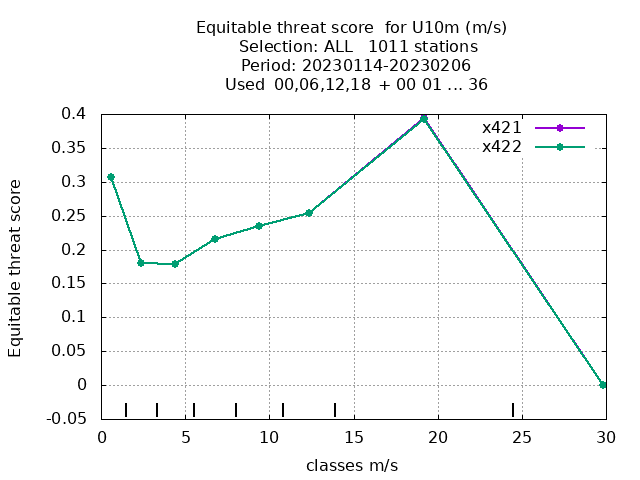 Equitable threat score  for U10m (m/s)
Selection: ALL   1011 stations
Period: 20230114-20230206
Used  00,06,12,18  + 00 01 ... 36
x421
x422
0.4
0.35
0.3
0.25
0.2
0.15
0.1
0.05
0
-0.05
Equitable threat score
0 5 10 15 20 25 30
classes m/s